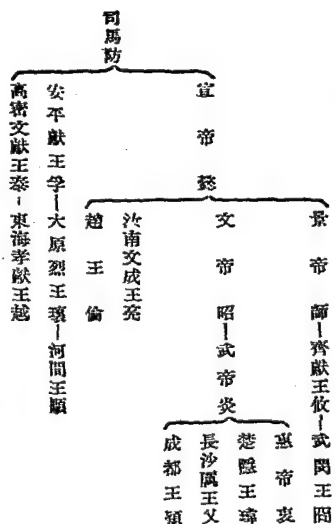 司馬防
宣帝懿
景帝師—齊獻王攸—武閔王冏
文帝昭—武帝炎
惠帝衷
楚隱王瑋
長沙厲王乂
成都王穎
汝南文成王亮
趙王倫
安平獻王孚—大原烈王瓌—河間王顒
高密文獻王泰—東海孝獻王越